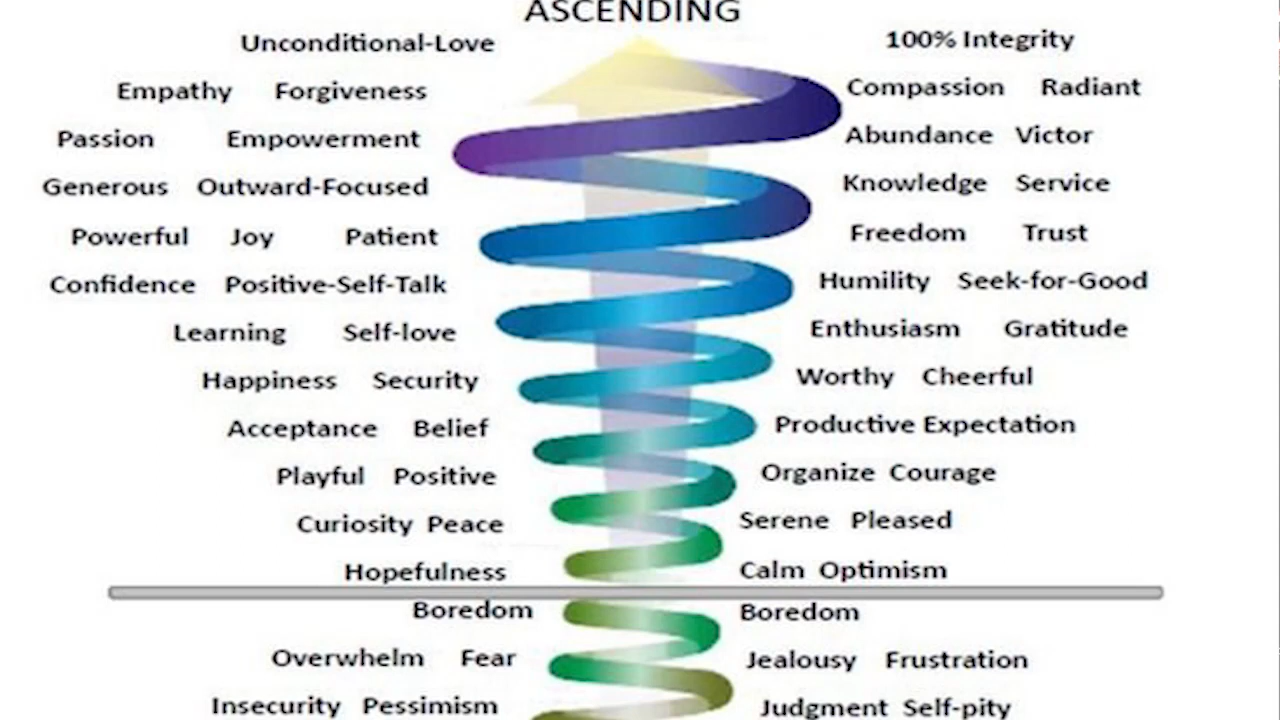 ASCENDING
Unconditional-Love 100% Integrity
Empathy Forgiveness Compassion Radiant
Passion Empowerment Abundance Victor
Generous Outward-Focused Knowledge Service
Powerful Joy Patient Freedom Trust
Confidence Positive-Self-Talk Humility Seek-for-Good
Learning Self-love Enthusiasm Gratitude
Happiness Security Worthy Cheerful
Acceptance Belief Productive Expectation
Playful Positive Organize Courage
Curiosity Peace Serene Pleased
Hopefulness Calm Optimism
Boredom Boredom
Overwhelm Fear Jealousy Frustration
Insecurity Pessimism Judgment Self-pity